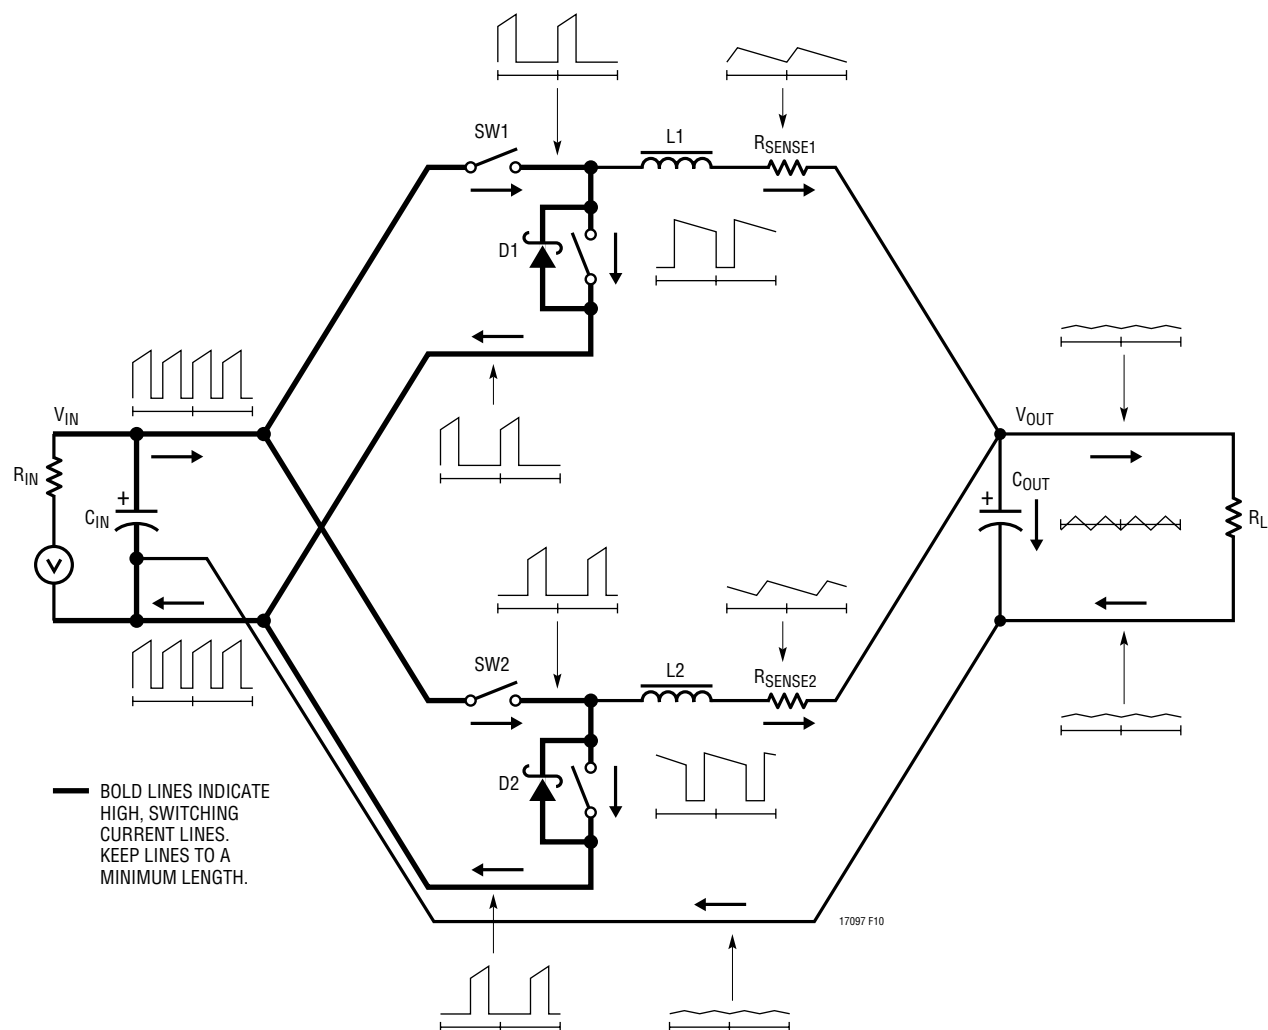 SW1
L1
RSENSE1
D1
VIN
VOUT
RIN
+
CIN
+
COUT
RL
V
SW2
L2
RSENSE2
D2
BOLD LINES INDICATE
HIGH, SWITCHING
CURRENT LINES.
KEEP LINES TO A
MINIMUM LENGTH.
17097 F10